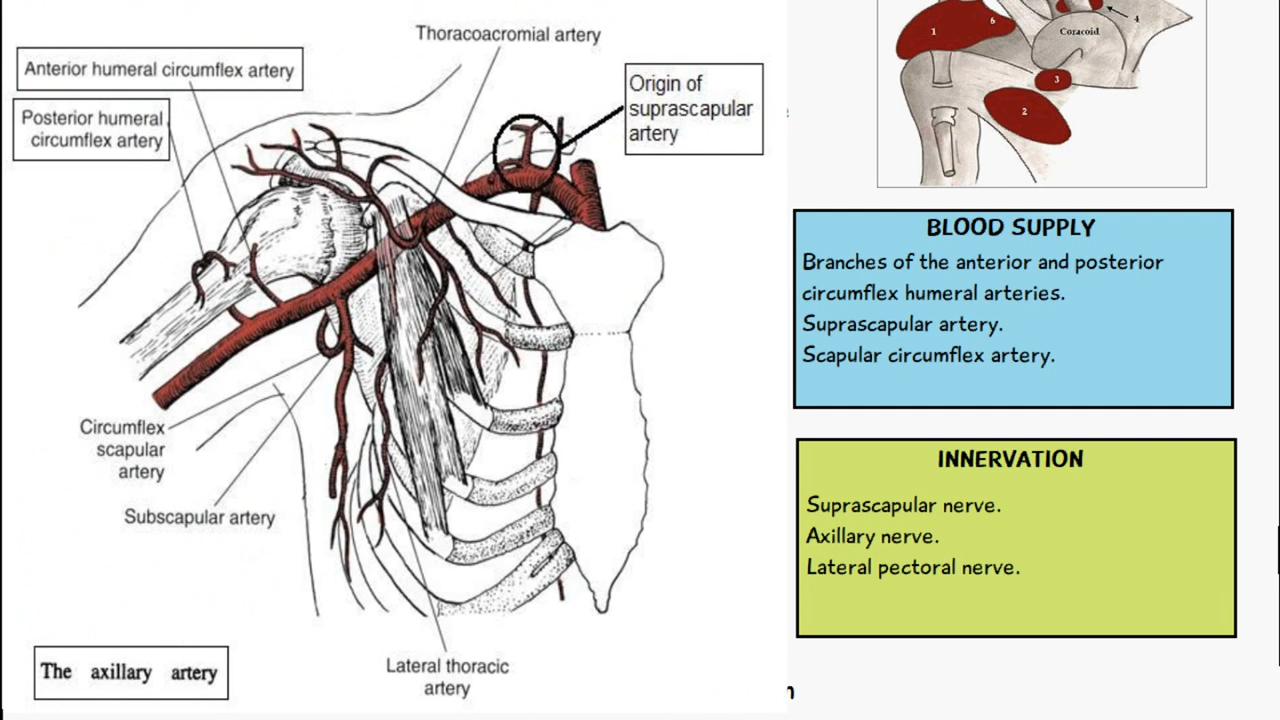 Thoracoacromial artery
Anterior humeral circumflex artery
Posterior humeral
circumflex artery
Origin of
suprascapular
artery
Circumflex
scapular
artery
Subscapular artery
Lateral thoracic
artery
The axillary artery
1
6
4
Coracoid
3
2
BLOOD SUPPLY
Branches of the anterior and posterior
circumflex humeral arteries.
Suprascapular artery.
Scapular circumflex artery.
INNERVATION
Suprascapular nerve.
Axillary nerve.
Lateral pectoral nerve.